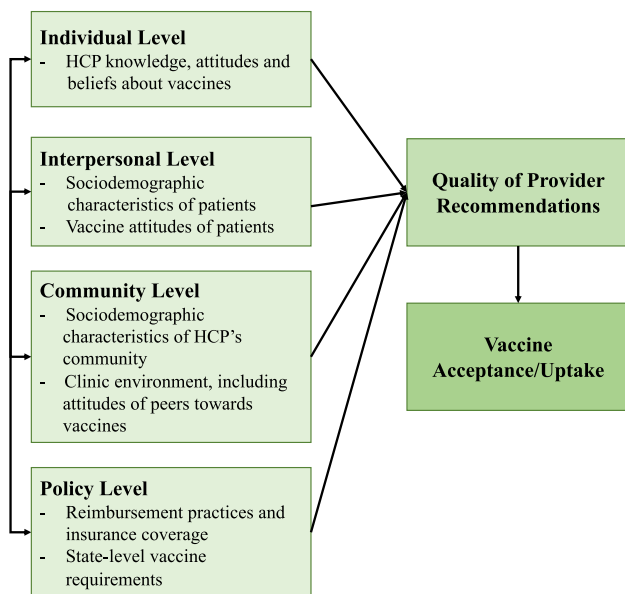 Individual Level
- HCP knowledge, attitudes and
beliefs about vaccines
Interpersonal Level
- Sociodemographic
characteristics of patients
- Vaccine attitudes of patients
Community Level
- Sociodemographic
characteristics of HCP's
community
- Clinic environment, including
attitudes of peers towards
vaccines
Policy Level
- Reimbursement practices and
insurance coverage
- State-level vaccine
requirements
Quality of Provider
Recommendations
Vaccine
Acceptance/Uptake